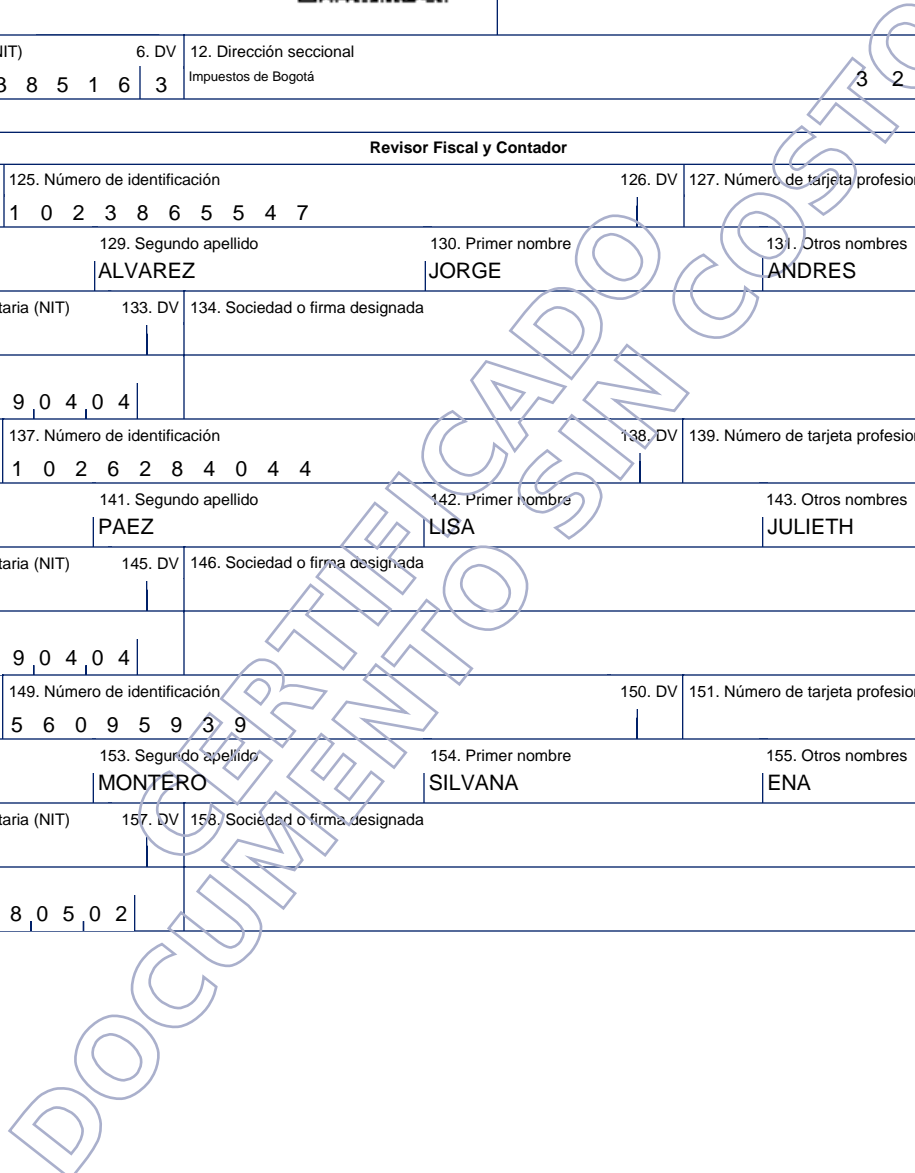 IT) 6. DV 12. Dirección seccional
8 5 1 6 3 Impuestos de Bogotá 3 2
Revisor Fiscal y Contador
125. Número de identificación 126. DV 127. Número de tarjeta profesion
1 0 2 3 8 6 5 5 4 7
129. Segundo apellido 130. Primer nombre 131. Otros nombres
ALVAREZ JORGE ANDRES
taria (NIT) 133. DV 134. Sociedad o firma designada
9 0 4 0 4
137. Número de identificación 138. DV 139. Número de tarjeta profesion
1 0 2 6 2 8 4 0 4 4
141. Segundo apellido 142. Primer nombre 143. Otros nombres
PAEZ LISA JULIETH
taria (NIT) 145. DV 146. Sociedad o firma designada
9 0 4 0 4
149. Número de identificación 150. DV 151. Número de tarjeta profesion
5 6 0 9 5 9 3 9
153. Segundo apellido 154. Primer nombre 155. Otros nombres
MONTERO SILVANA ENA
taria (NIT) 157. DV 158. Sociedad o firma designada
8 0 5 0 2
CERTIFICADO
DOCUMENTO SIN COSTO